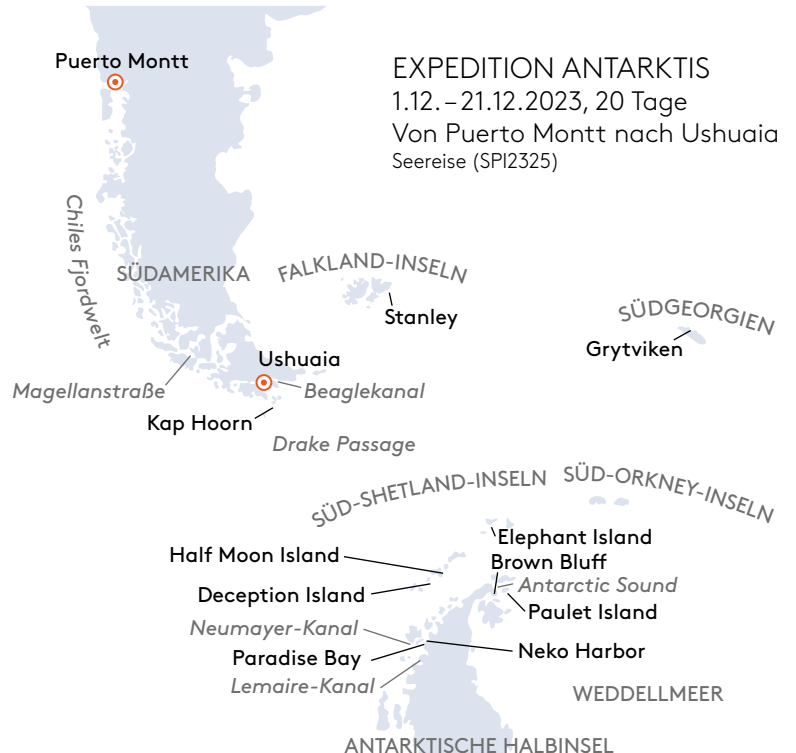 Puerto Montt
EXPEDITION ANTARKTIS
1.12.–21.12.2023, 20 Tage
Von Puerto Montt nach Ushuaia
Seereise (SPI2325)
Chiles Fjordwelt
SÜDAMERIKA
FALKLAND-INSELN
Stanley
SÜDGEORGIEN
Grytviken
Ushuaia
Magellanstraße
Beaglekanal
Kap Hoorn
Drake Passage
SÜD-SHETLAND-INSELN
SÜD-ORKNEY-INSELN
Elephant Island
Half Moon Island
Brown Bluff
Antarctic Sound
Deception Island
Paulet Island
Neumayer-Kanal
Neko Harbor
Paradise Bay
Lemaire-Kanal
WEDDELLMEER
ANTARKTISCHE HALBINSEL